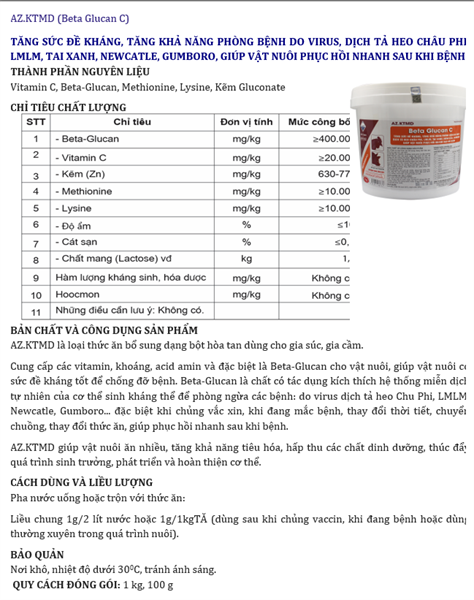 AZ.KTMD (Beta Glucan C)
TĂNG SỨC ĐỀ KHÁNG, TĂNG KHẢ NĂNG PHÒNG BỆNH DO VIRUS, DỊCH TẢ HEO CHÂU PHI
LMLM, TAI XANH, NEWCATLE, GUMBORO, GIÚP VẬT NUÔI PHỤC HỒI NHANH SAU KHI BỆNH
THÀNH PHẦN NGUYÊN LIỆU
Vitamin C, Beta-Glucan, Methionine, Lysine, Kẽm Gluconate
CHỈ TIÊU CHẤT LƯỢNG
STT Chỉ tiêu Đơn vị tính Mức công bố
1 - Beta-Glucan mg/kg ≥400.00
2 - Vitamin C mg/kg ≥20.00
3 - Kẽm (Zn) mg/kg 630-77
4 - Methionine mg/kg ≥10.00
5 - Lysine mg/kg ≥10.00
6 - Độ ẩm % ≤1
7 - Cát sạn % ≤0,
8 - Chất mang (Lactose) vđ kg 1,
9 Hàm lượng kháng sinh, hóa dược mg/kg Không c
10 Hoocmon mg/kg Không c
11 Những điều cần lưu ý: Không có.
AZ.KTMD
Beta Glucan C
BẢN CHẤT VÀ CÔNG DỤNG SẢN PHẨM
AZ.KTMD là loại thức ăn bổ sung dạng bột hòa tan dùng cho gia súc, gia cầm.
Cung cấp các vitamin, khoáng, acid amin và đặc biệt là Beta-Glucan cho vật nuôi, giúp vật nuôi có
sức đề kháng tốt để chống đỡ bệnh. Beta-Glucan là chất có tác dụng kích thích hệ thống miễn dịch
tự nhiên của cơ thể sinh kháng thể để phòng ngừa các bệnh: do virus dịch tả heo Chu Phi, LMLM
Newcatle, Gumboro... đặc biệt khi chủng vắc xin, khi đang mắc bệnh, thay đổi thời tiết, chuyể
chuồng, thay đổi thức ăn, giúp phục hồi nhanh sau khi bệnh.
AZ.KTMD giúp vật nuôi ăn nhiều, tăng khả năng tiêu hóa, hấp thu các chất dinh dưỡng, thúc đẩy
quá trình sinh trưởng, phát triển và hoàn thiện cơ thể.
CÁCH DÙNG VÀ LIỀU LƯỢNG
Pha nước uống hoặc trộn với thức ăn:
Liều chung 1g/2 lít nước hoặc 1g/1kgTĂ (dùng sau khi chủng vaccin, khi đang bệnh hoặc dùng
thường xuyên trong quá trình nuôi).
BẢO QUẢN
Nơi khô, nhiệt độ dưới 30⁰C, tránh ánh sáng.
QUY CÁCH ĐÓNG GÓI: 1 kg, 100 g